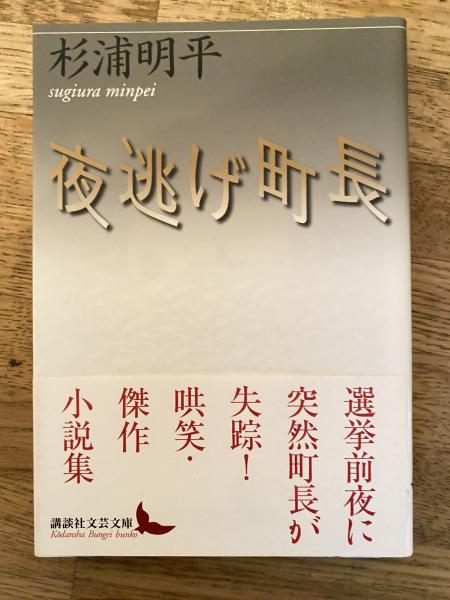 杉浦明平
sugiura minpei
夜逃げ町長
選挙前夜に
突然町長が
失踪！
哄笑・
傑作
小説集
講談社文芸文庫
Kōdansha Bungei bunko